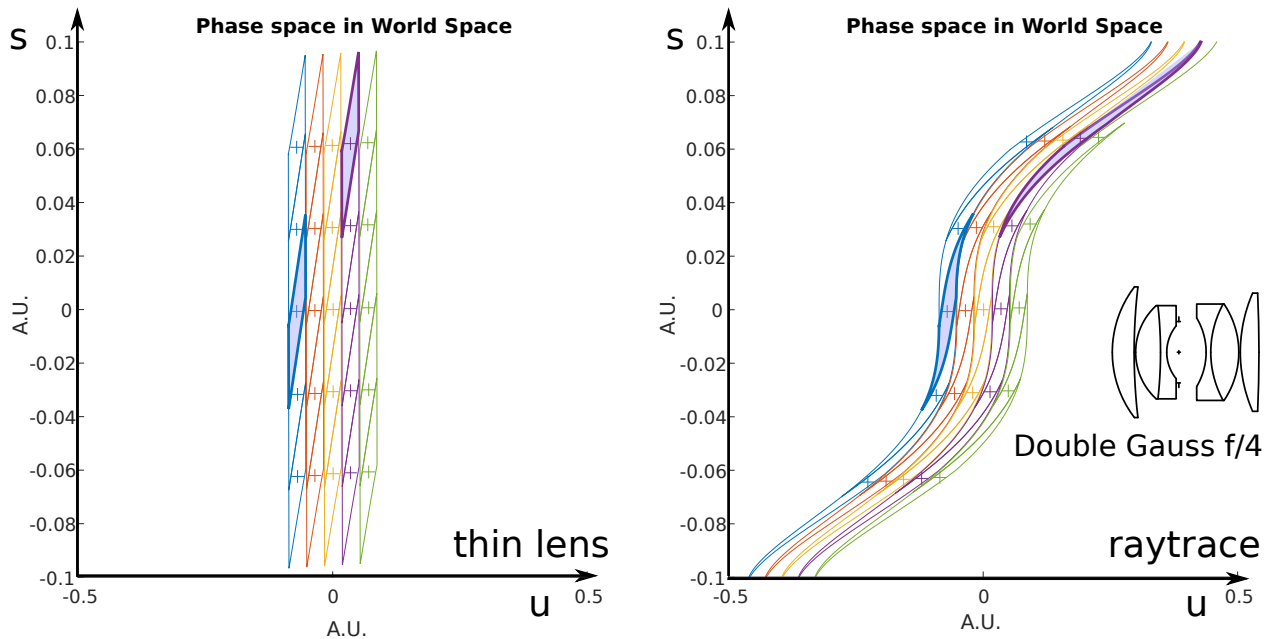 Phase space in World Space
s
0.1
0.08
0.06
0.04
0.02
0
-0.02
-0.04
-0.06
-0.08
-0.1
A.U.
thin lens
-0.5
0
0.5
u
A.U.
Phase space in World Space
s
0.1
0.08
0.06
0.04
0.02
0
-0.02
-0.04
-0.06
-0.08
-0.1
A.U.
Double Gauss f/4
raytrace
-0.5
0
0.5
u
A.U.